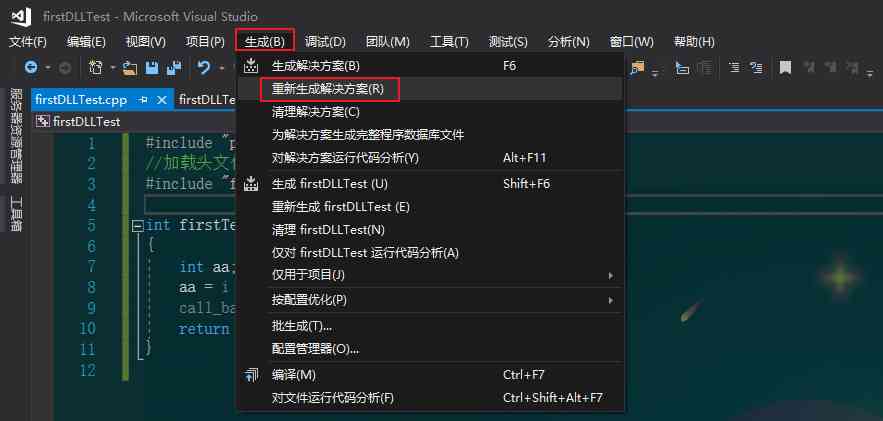 firstDLLTest - Microsoft Visual Studio
文件(F) 编辑(E) 视图(V) 项目(P) 生成(B) 调试(D) 团队(M) 工具(T) 测试(S) 分析(N) 窗口(W) 帮助(H)
生成解决方案(B) F6
重新生成解决方案(R)
清理解决方案(C)
为解决方案生成完整程序数据库文件
对解决方案运行代码分析(Y) Alt+F11
生成 firstDLLTest (U) Shift+F6
重新生成 firstDLLTest (E)
清理 firstDLLTest(N)
仅对 firstDLLTest 运行代码分析(A)
仅用于项目(J)
按配置优化(P)
批生成(T)...
配置管理器(O)...
编译(M) Ctrl+F7
对文件运行代码分析(F) Ctrl+Shift+Alt+F7
服务器资源管理器
工具箱
firstDLLTest.cpp firstDLLTe
firstDLLTest
1 #include "p
2 //加载头文件
3 #include "f
4
5 int firstTe
6 {
7 int aa;
8 aa = i
9 call_ba
10 return
11 }
12